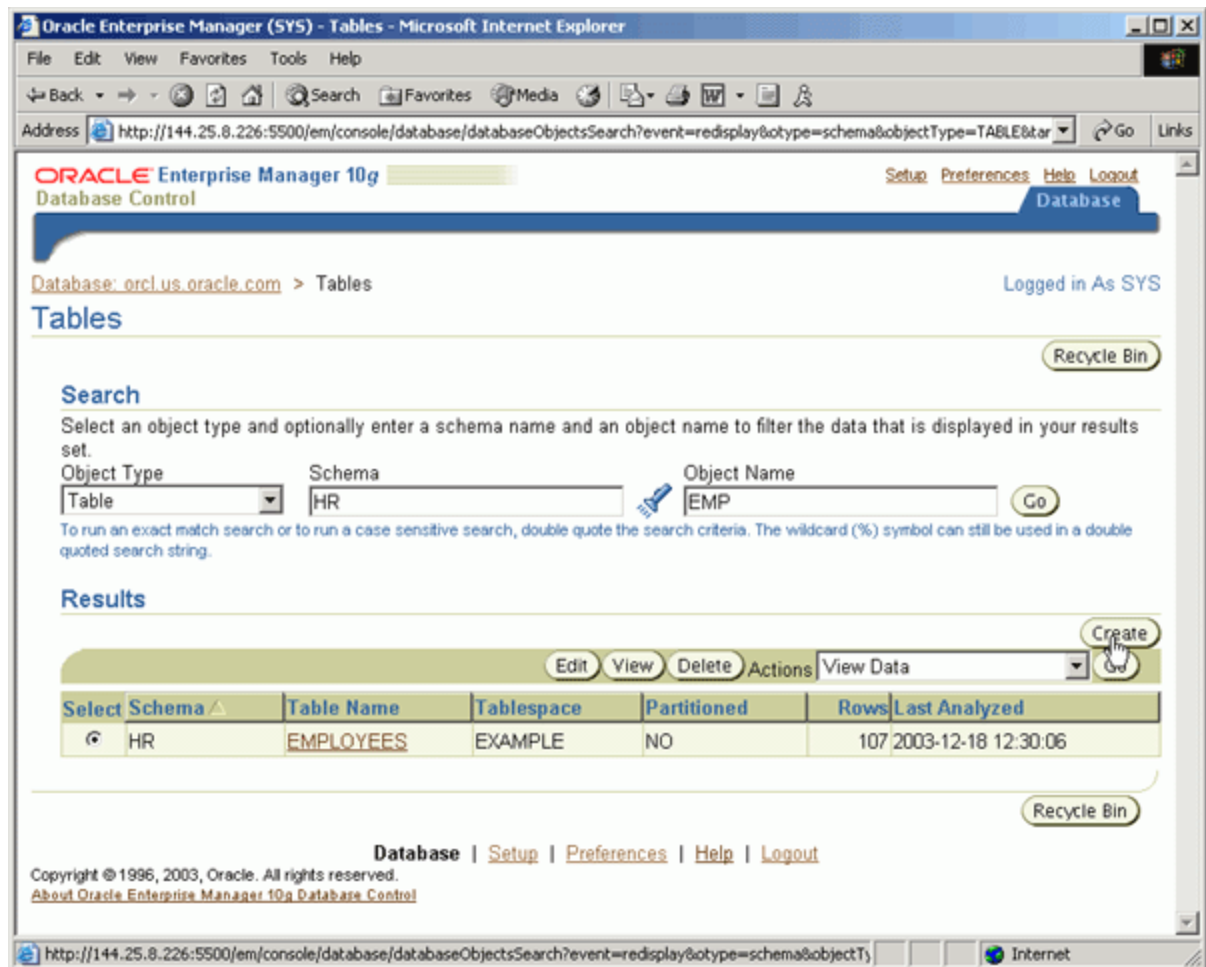 Oracle Enterprise Manager (SYS) - Tables - Microsoft Internet Explorer
File Edit View Favorites Tools Help
Back Search Favorites Media
Address http://144.25.8.226:5500/em/console/database/databaseObjectsSearch?event=redisplay&otype=schema&objectType=TABLE&tar Go Links
ORACLE Enterprise Manager 10g
Setup Preferences Help Logout
Database Control
Database
Database: orcl.us.oracle.com > Tables
Logged in As SYS
Tables
Recycle Bin
Search
Select an object type and optionally enter a schema name and an object name to filter the data that is displayed in your results
set.
Object Type Schema Object Name
Table HR EMP Go
To run an exact match search or to run a case sensitive search, double quote the search criteria. The wildcard (%) symbol can still be used in a double
quoted search string.
Results
Create
Edit View Delete Actions View Data Go
Select Schema Table Name Tablespace Partitioned Rows Last Analyzed
HR EMPLOYEES EXAMPLE NO 107 2003-12-18 12:30:06
Recycle Bin
Database | Setup | Preferences | Help | Logout
Copyright © 1996, 2003, Oracle. All rights reserved.
About Oracle Enterprise Manager 10g Database Control
http://144.25.8.226:5500/em/console/database/databaseObjectsSearch?event=redisplay&otype=schema&objectTy Internet